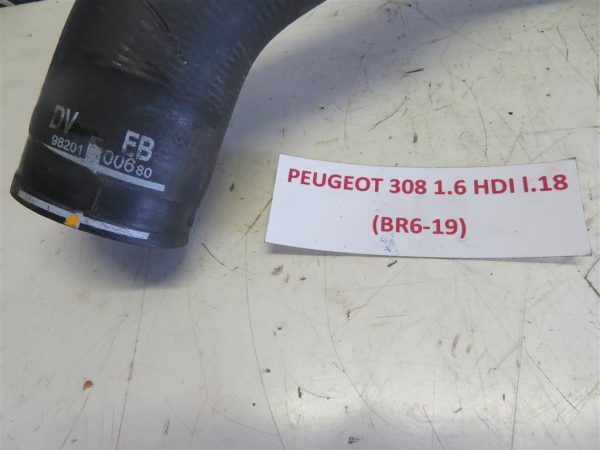 DV FB
98201 00680
PEUGEOT 308 1.6 HDI l.18
(BR6-19)